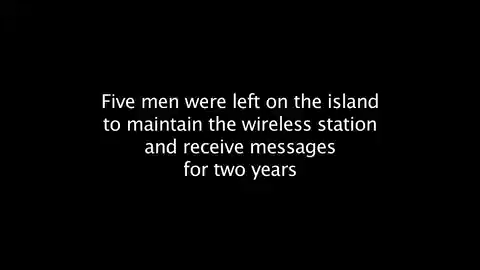 Five men were left on the island
to maintain the wireless station
and receive messages
for two years